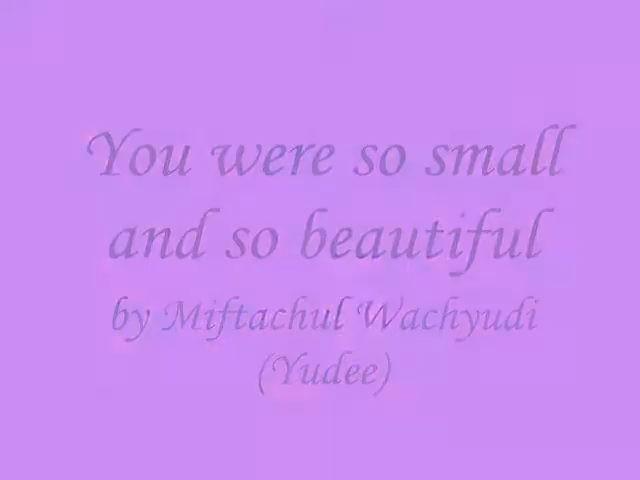 You were so small
and so beautiful
by Miftachul Wachyudi
(Yudee)